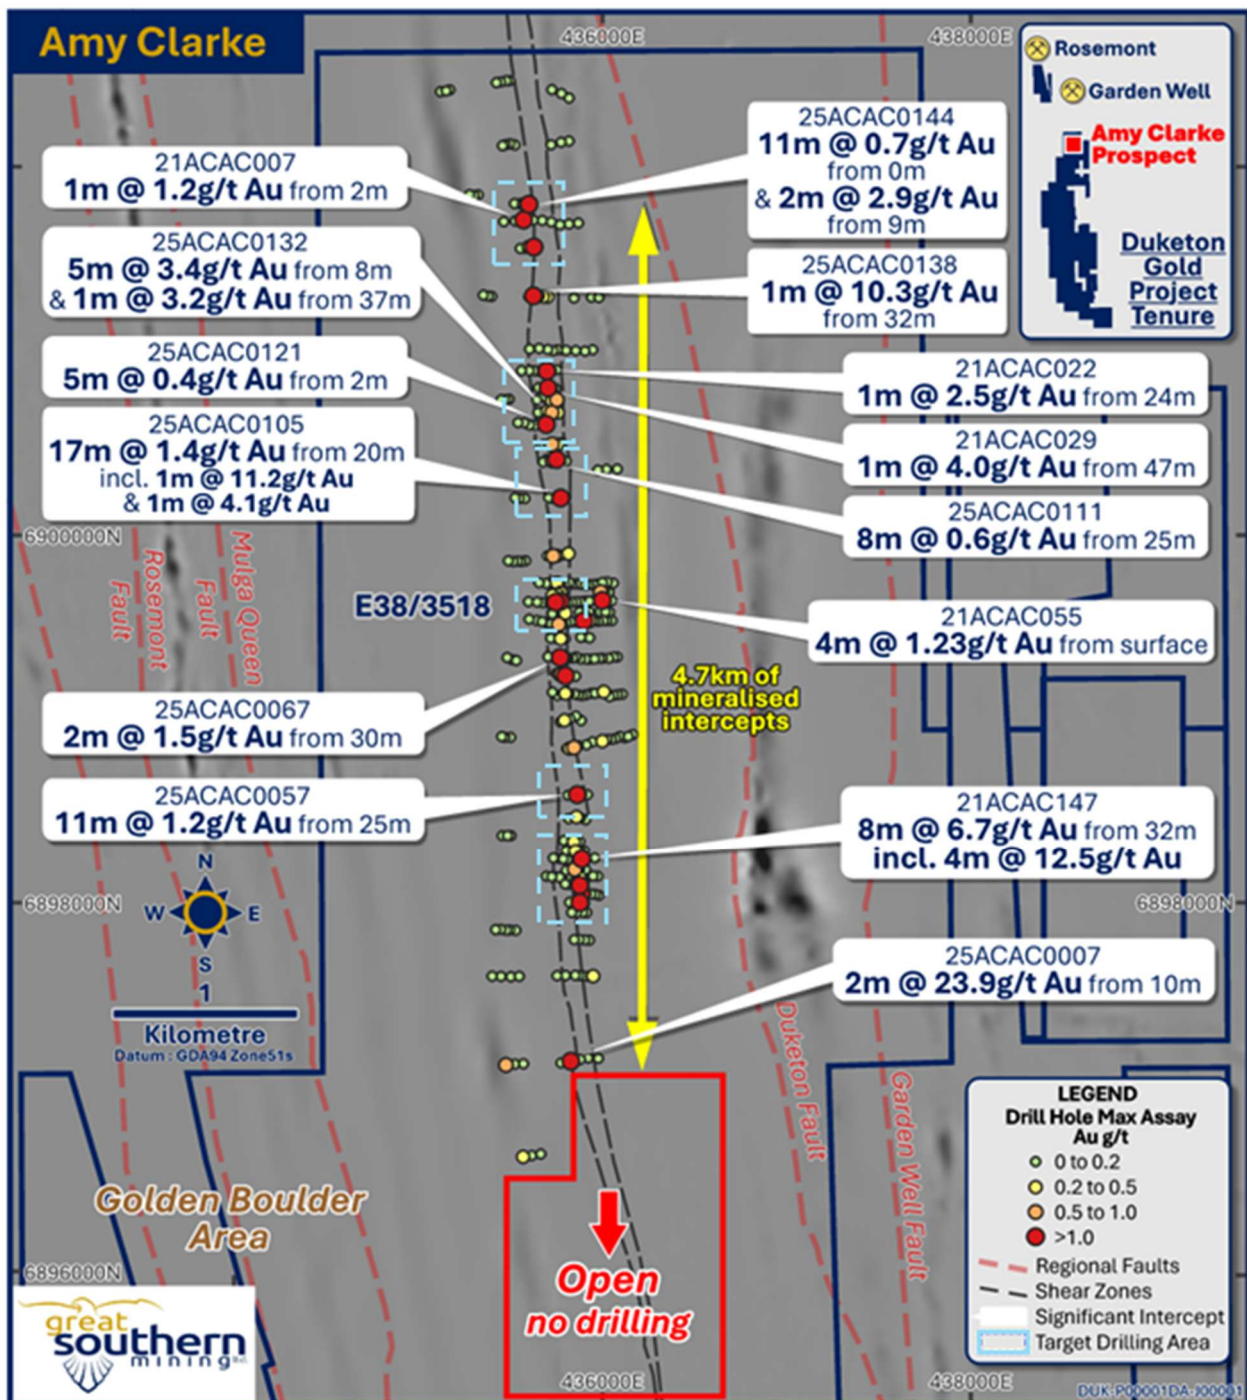 Amy Clarke
436000E
438000E
Rosemont
Garden Well
Amy Clarke
Prospect
Duketon
Gold
Project
Tenure
21ACAC007
1m @ 1.2g/t Au from 2m
25ACAC0132
5m @ 3.4g/t Au from 8m
& 1m @ 3.2g/t Au from 37m
25ACAC0121
5m @ 0.4g/t Au from 2m
25ACAC0105
17m @ 1.4g/t Au from 20m
incl. 1m @ 11.2g/t Au
& 1m @ 4.1g/t Au
25ACAC0144
11m @ 0.7g/t Au
from 0m
& 2m @ 2.9g/t Au
from 9m
25ACAC0138
1m @ 10.3g/t Au
from 32m
21ACAC022
1m @ 2.5g/t Au from 24m
21ACAC029
1m @ 4.0g/t Au from 47m
25ACAC0111
8m @ 0.6g/t Au from 25m
6900000N
Rosemont
Fault
Mulga Queen
Fault
E38/3518
21ACAC055
4m @ 1.23g/t Au from surface
4.7km of
mineralised
intercepts
25ACAC0067
2m @ 1.5g/t Au from 30m
25ACAC0057
11m @ 1.2g/t Au from 25m
21ACAC147
8m @ 6.7g/t Au from 32m
incl. 4m @ 12.5g/t Au
N
W
E
S
6898000N
6898000N
1
Kilometre
Datum : GDA94 Zone51s
25ACAC0007
2m @ 23.9g/t Au from 10m
Duketon Fault
Garden Well Fault
Golden Boulder
Area
6896000N
Open
no drilling
LEGEND
Drill Hole Max Assay
Au g/t
0 to 0.2
0.2 to 0.5
0.5 to 1.0
>1.0
Regional Faults
Shear Zones
Significant Intercept
Target Drilling Area
great
southern
mining
436000E
438000E